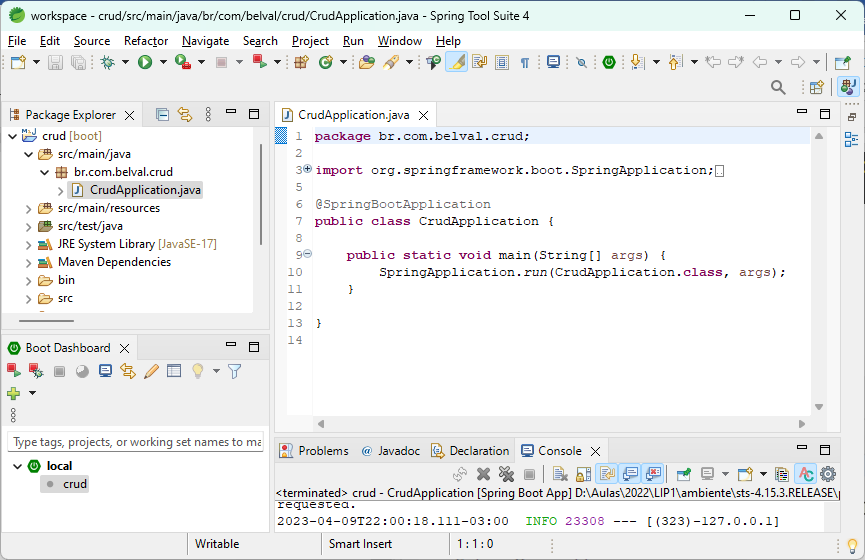 workspace - crud/src/main/java/br/com/belval/crud/CrudApplication.java - Spring Tool Suite 4
File Edit Source Refactor Navigate Search Project Run Window Help
Package Explorer
crud [boot]
src/main/java
br.com.belval.crud
CrudApplication.java
src/main/resources
src/test/java
JRE System Library [JavaSE-17]
Maven Dependencies
bin
src
CrudApplication.java
1 package br.com.belval.crud;
2
3 import org.springframework.boot.SpringApplication;
5
6 @SpringBootApplication
7 public class CrudApplication {
8
9 public static void main(String[] args) {
10 SpringApplication.run(CrudApplication.class, args);
11 }
12
13 }
14
Boot Dashboard
Type tags, projects, or working set names to ma
local
crud
Problems @ Javadoc Declaration Console
<terminated> crud - CrudApplication [Spring Boot App] D:\Aulas\2022\LIP1\ambiente\sts-4.15.3.RELEASE\
requested.
2023-04-09T22:00:18.111-03:00 INFO 23308 --- [(323)-127.0.0.1]
Writable Smart Insert 1 : 1 : 0